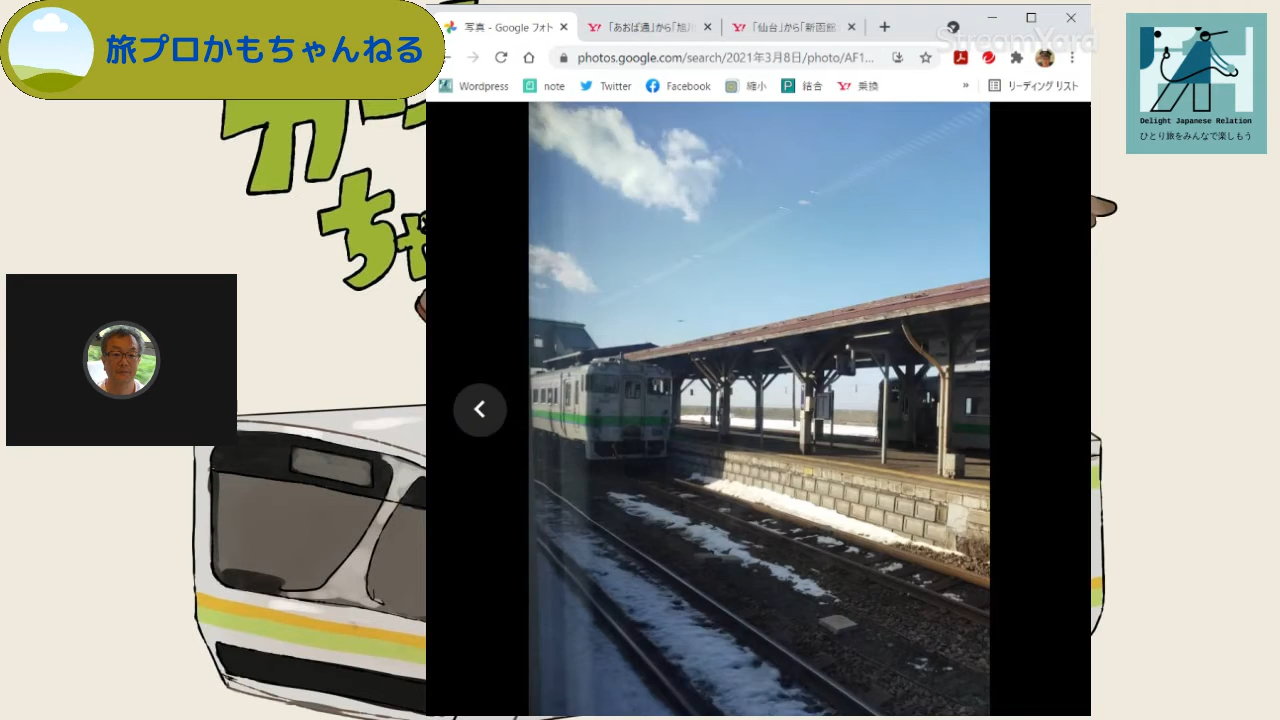 旅プロかもちゃんねる
ちゃ
写真 - Google フォト
「あおば通」から「旭川
「仙台」から「新函館
StreamYard
photos.google.com/search/2021年3月8日/photo/AF1...
Wordpress
note
Twitter
Facebook
縮小
結合
乗換
»
リーディング リスト
Delight Japanese Relation
ひとり旅をみんなで楽しもう